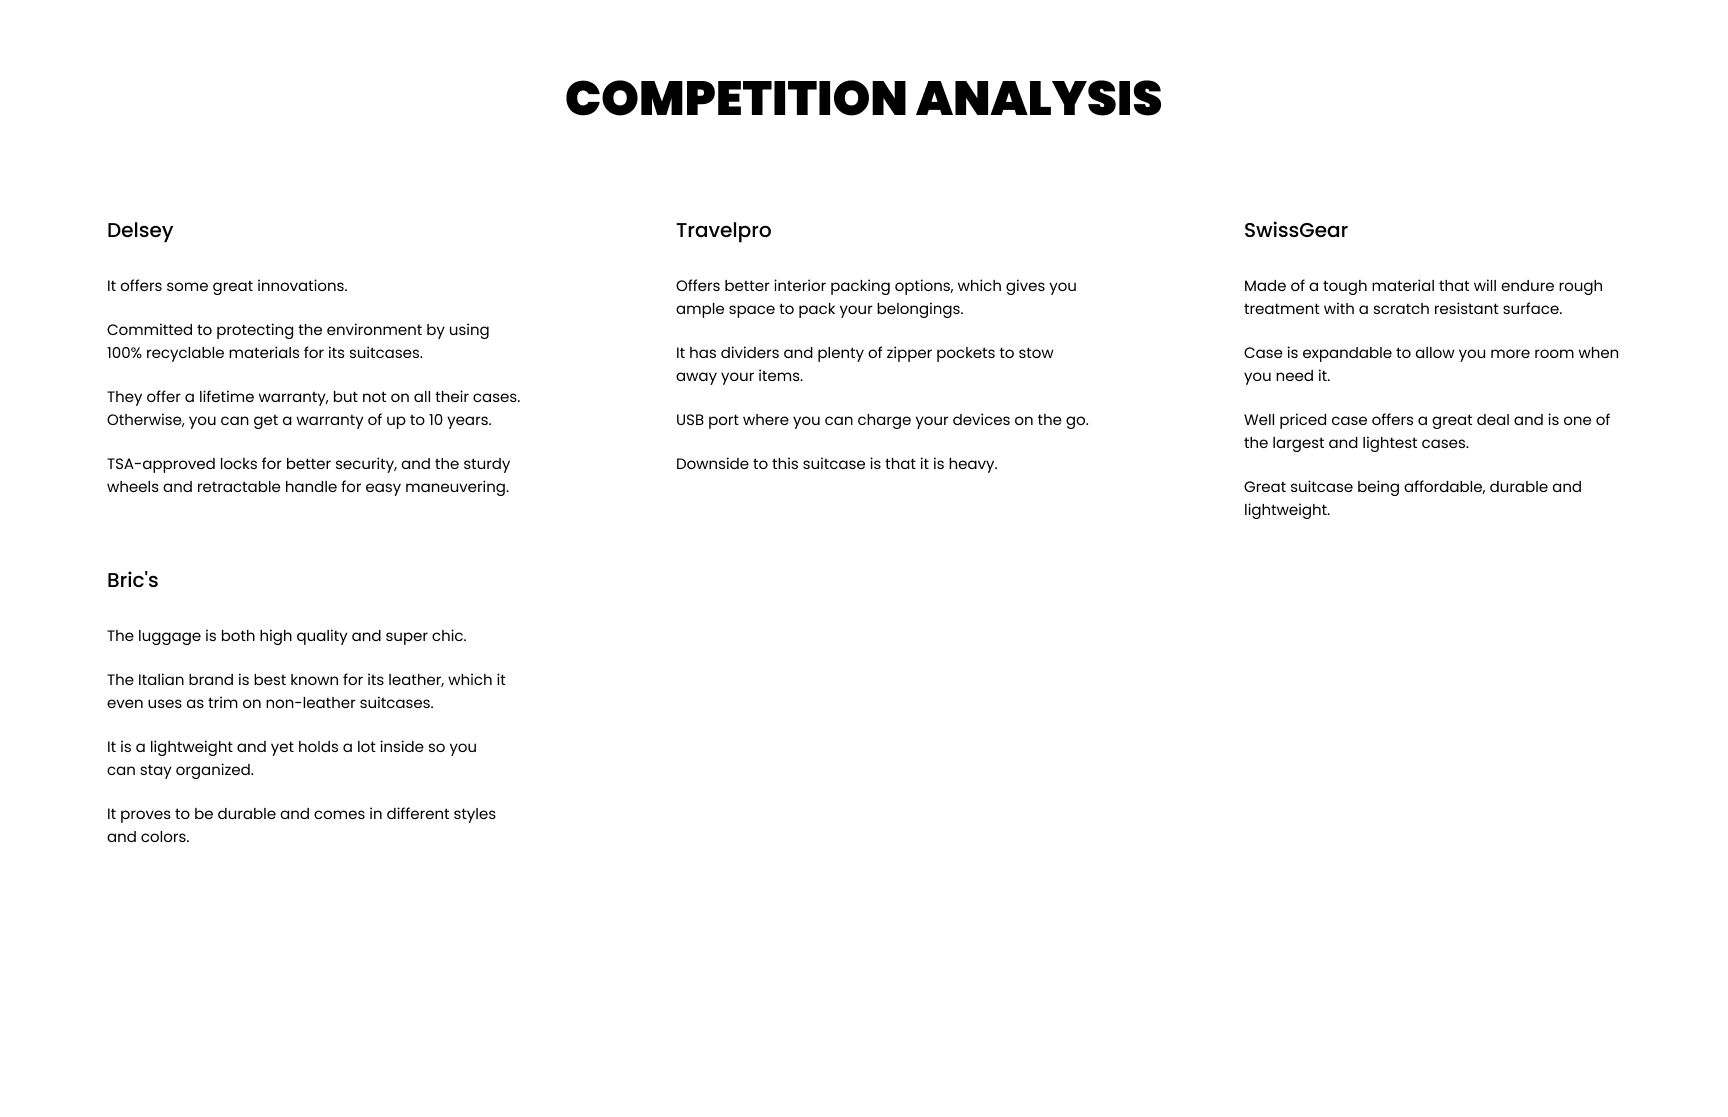 COMPETITION ANALYSIS
Delsey
It offers some great innovations.
Committed to protecting the environment by using
100% recyclable materials for its suitcases.
They offer a lifetime warranty, but not on all their cases.
Otherwise, you can get a warranty of up to 10 years.
TSA-approved locks for better security, and the sturdy
wheels and retractable handle for easy maneuvering.
Travelpro
Offers better interior packing options, which gives you
ample space to pack your belongings.
It has dividers and plenty of zipper pockets to stow
away your items.
USB port where you can charge your devices on the go.
Downside to this suitcase is that it is heavy.
SwissGear
Made of a tough material that will endure rough
treatment with a scratch resistant surface.
Case is expandable to allow you more room when
you need it.
Well priced case offers a great deal and is one of
the largest and lightest cases.
Great suitcase being affordable, durable and
lightweight.
Bric's
The luggage is both high quality and super chic.
The Italian brand is best known for its leather, which it
even uses as trim on non-leather suitcases.
It is a lightweight and yet holds a lot inside so you
can stay organized.
It proves to be durable and comes in different styles
and colors.